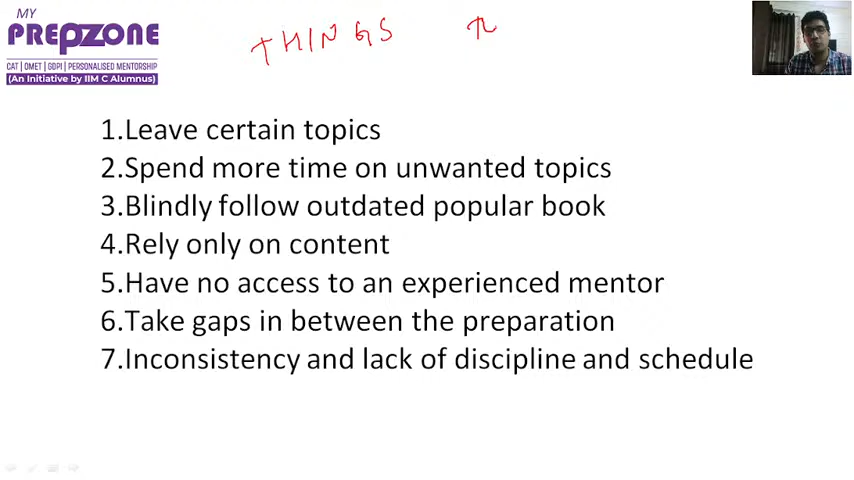 MY
PREPZONE
CAT | OMET | GDPI | PERSONALISED MENTORSHIP
(An Initiative by IIM C Alumnus)
THINGS
1.Leave certain topics
2.Spend more time on unwanted topics
3.Blindly follow outdated popular book
4.Rely only on content
5.Have no access to an experienced mentor
6.Take gaps in between the preparation
7.Inconsistency and lack of discipline and schedule